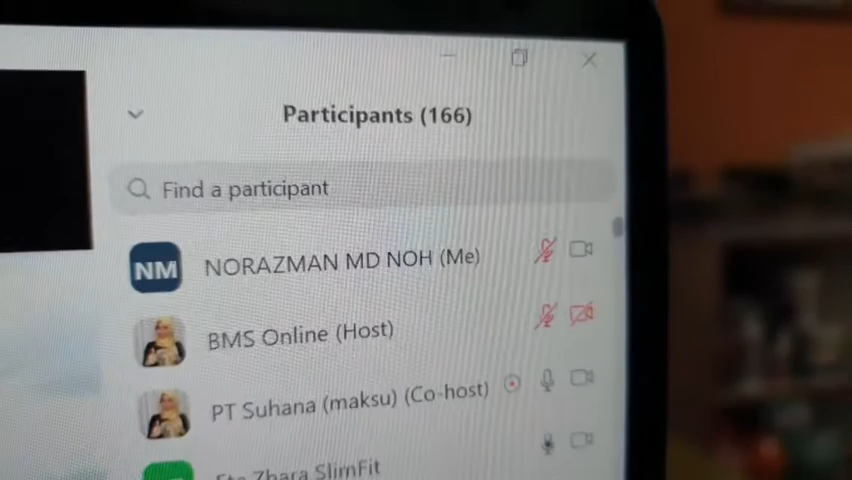 Participants (166)
Find a participant
NM NORAZMAN MD NOH (Me)
BMS Online (Host)
PT Suhana (maksu) (Co-host)
Zhara SlimFit